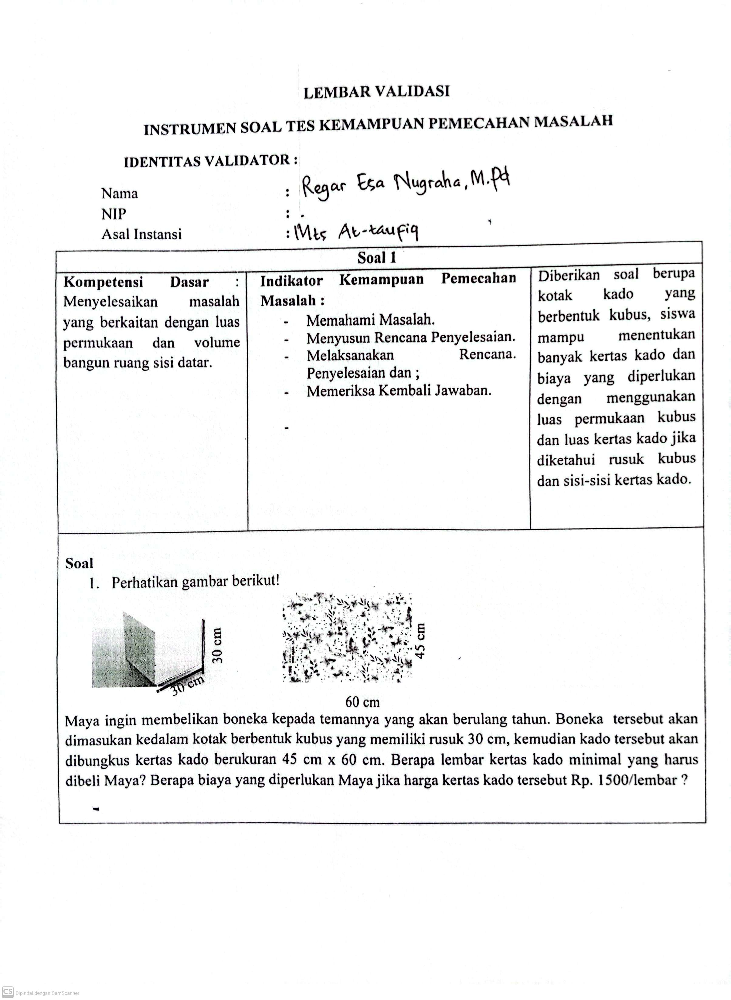 LEMBAR VALIDASI
INSTRUMEN SOAL TES KEMAMPUAN PEMECAHAN MASALAH
IDENTITAS VALIDATOR :
Nama : Regar Esa Nugraha, M.Pd
NIP : -
Asal Instansi : Mts At-taufiq
Soal 1
Kompetensi Dasar :
Menyelesaikan masalah
yang berkaitan dengan luas
permukaan dan volume
bangun ruang sisi datar.
Indikator Kemampuan Pemecahan
Masalah :
- Memahami Masalah.
- Menyusun Rencana Penyelesaian.
- Melaksanakan Rencana.
Penyelesaian dan ;
- Memeriksa Kembali Jawaban.
-
Diberikan soal berupa
kotak kado yang
berbentuk kubus, siswa
mampu menentukan
banyak kertas kado dan
biaya yang diperlukan
dengan menggunakan
luas permukaan kubus
dan luas kertas kado jika
diketahui rusuk kubus
dan sisi-sisi kertas kado.
Soal
1. Perhatikan gambar berikut!
30 cm
30 cm
45 cm
60 cm
Maya ingin membelikan boneka kepada temannya yang akan berulang tahun. Boneka tersebut akan
dimasukan kedalam kotak berbentuk kubus yang memiliki rusuk 30 cm, kemudian kado tersebut akan
dibungkus kertas kado berukuran 45 cm x 60 cm. Berapa lembar kertas kado minimal yang harus
dibeli Maya? Berapa biaya yang diperlukan Maya jika harga kertas kado tersebut Rp. 1500/lembar ?
-
CS Dipindai dengan CamScanner